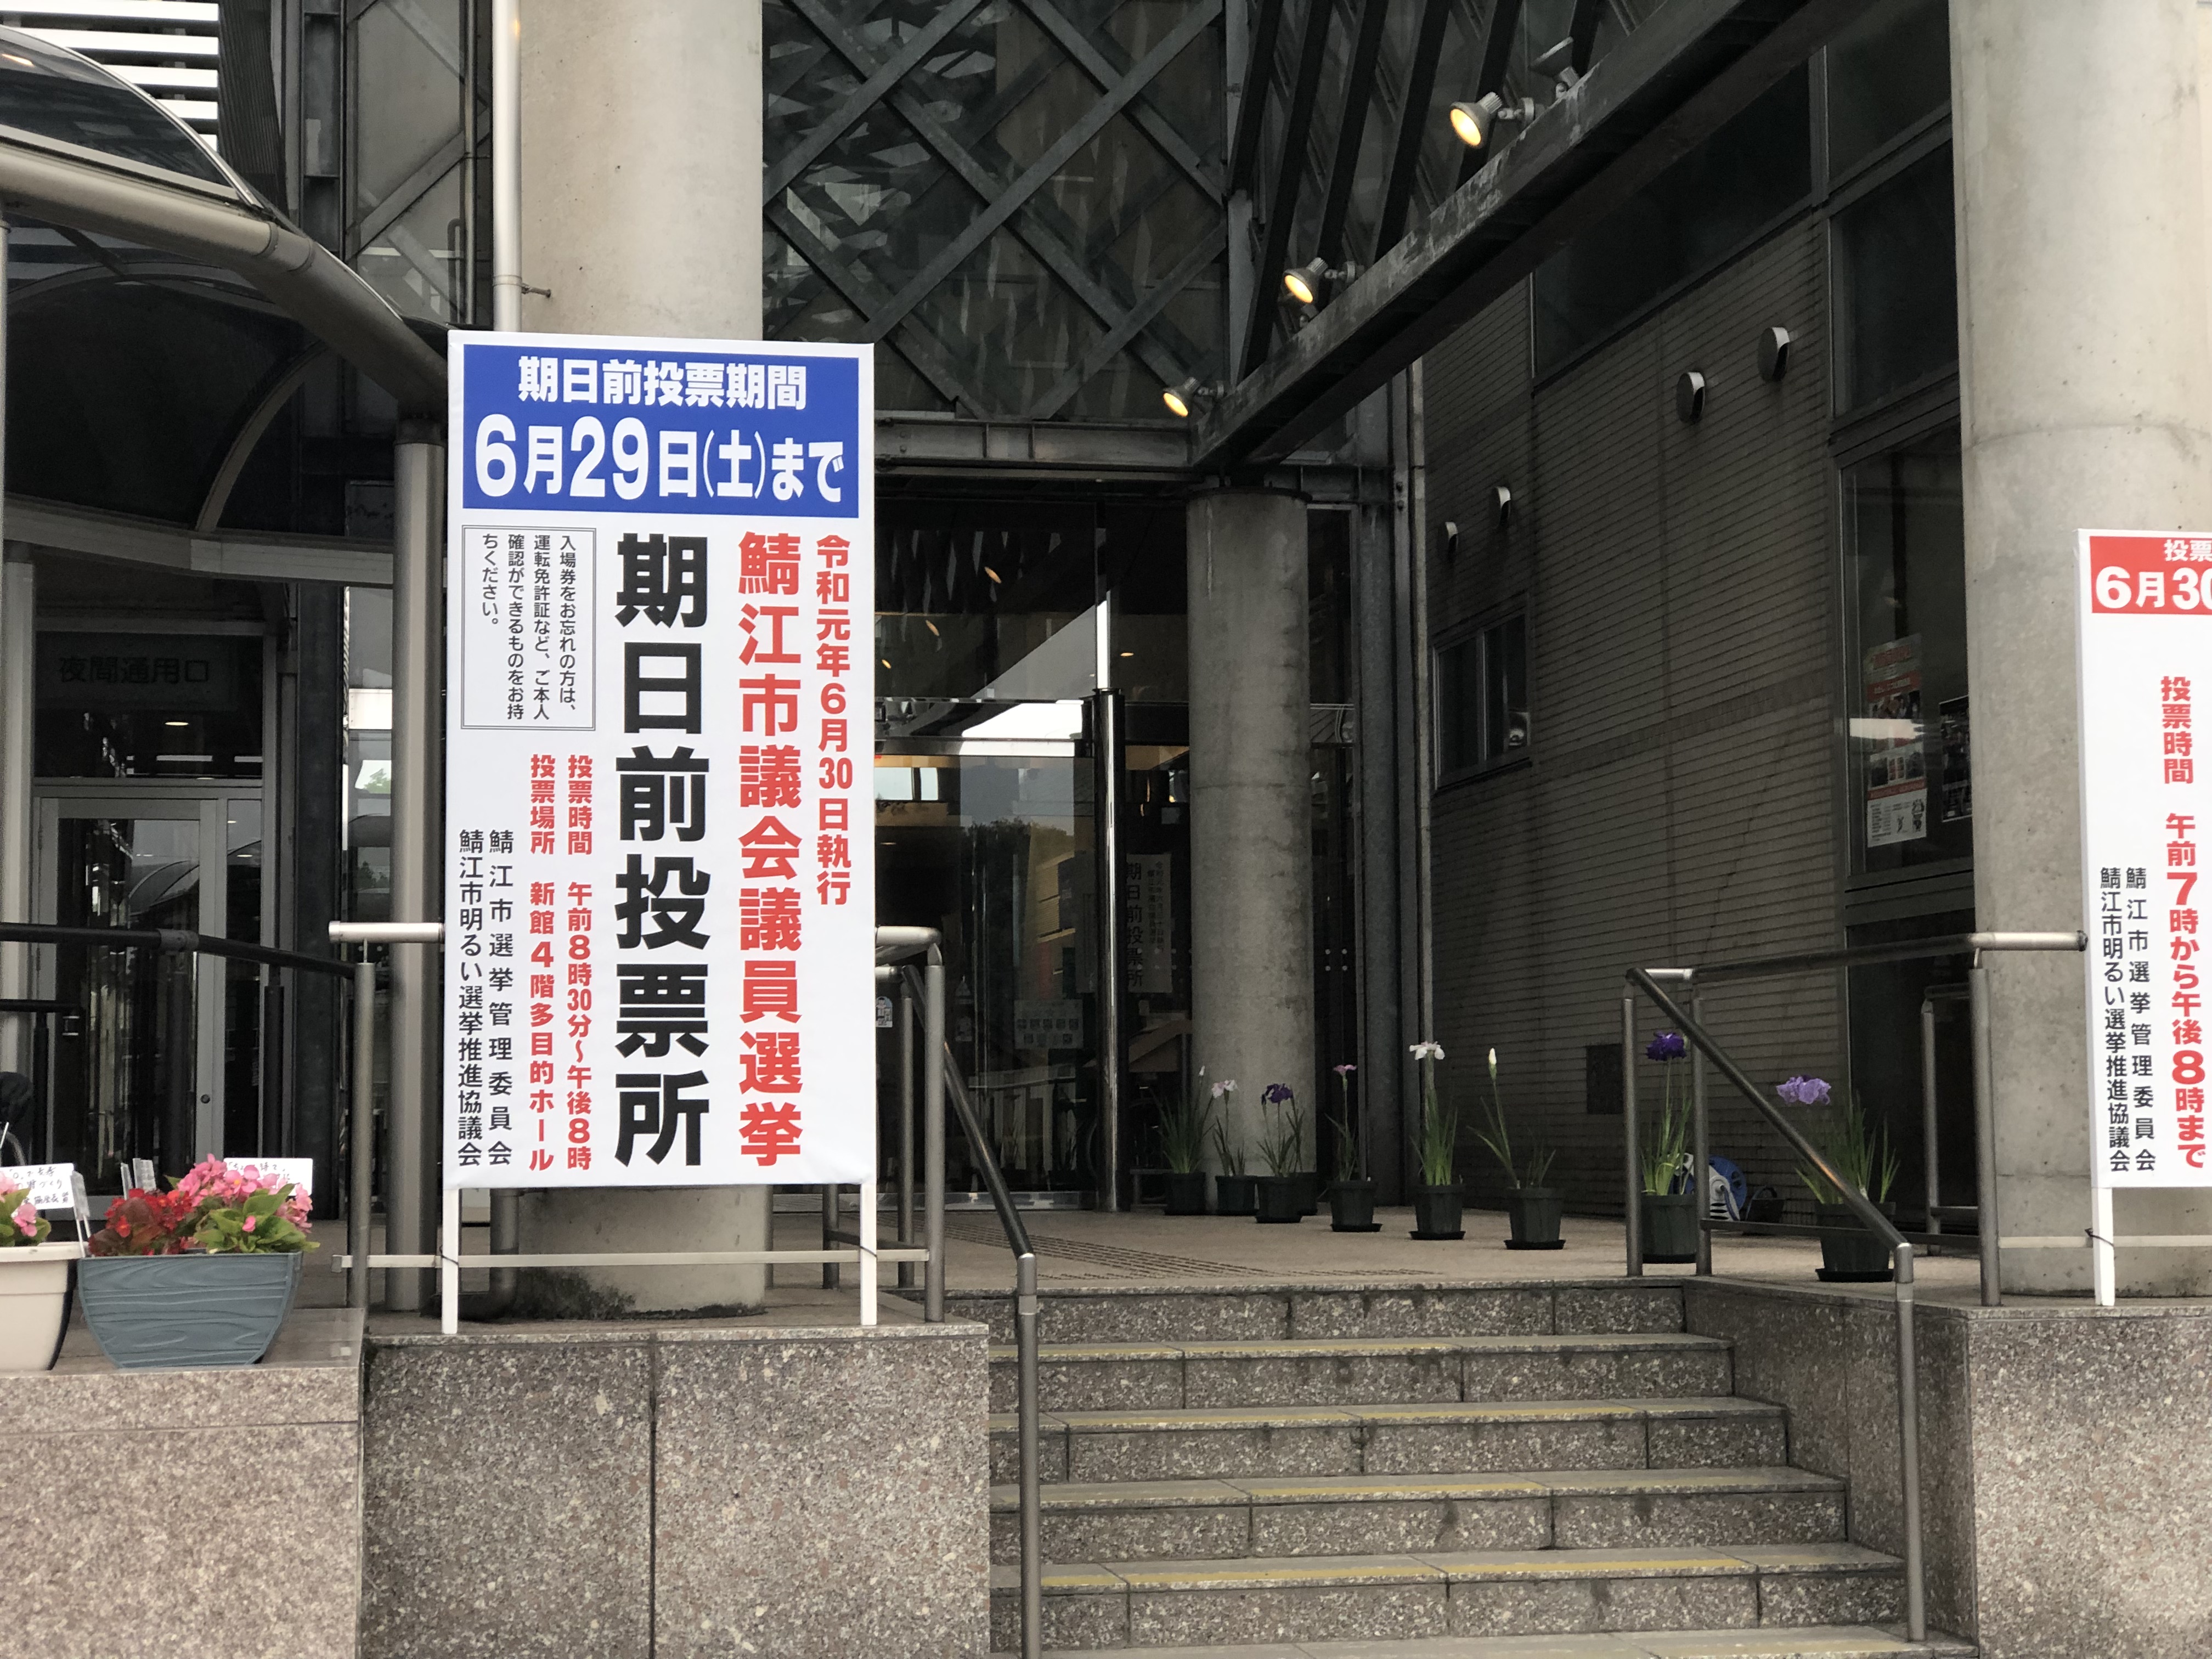 期日前投票期間
6月29日(土)まで
令和元年6月30日執行
鯖江市議会議員選挙
期日前投票所
入場券をお忘れの方は、
運転免許証など、ご本人
確認ができるものをお持
ちください。
投票時間 午前8時30分～午後8時
投票場所 新館4階多目的ホール
鯖江市選挙管理委員会
鯖江市明るい選挙推進協議会
夜間通用口
期日前投票所
投票
6月30
投票時間 午前7時から午後8時まで
鯖江市選挙管理委員会
鯖江市明るい選挙推進協議会